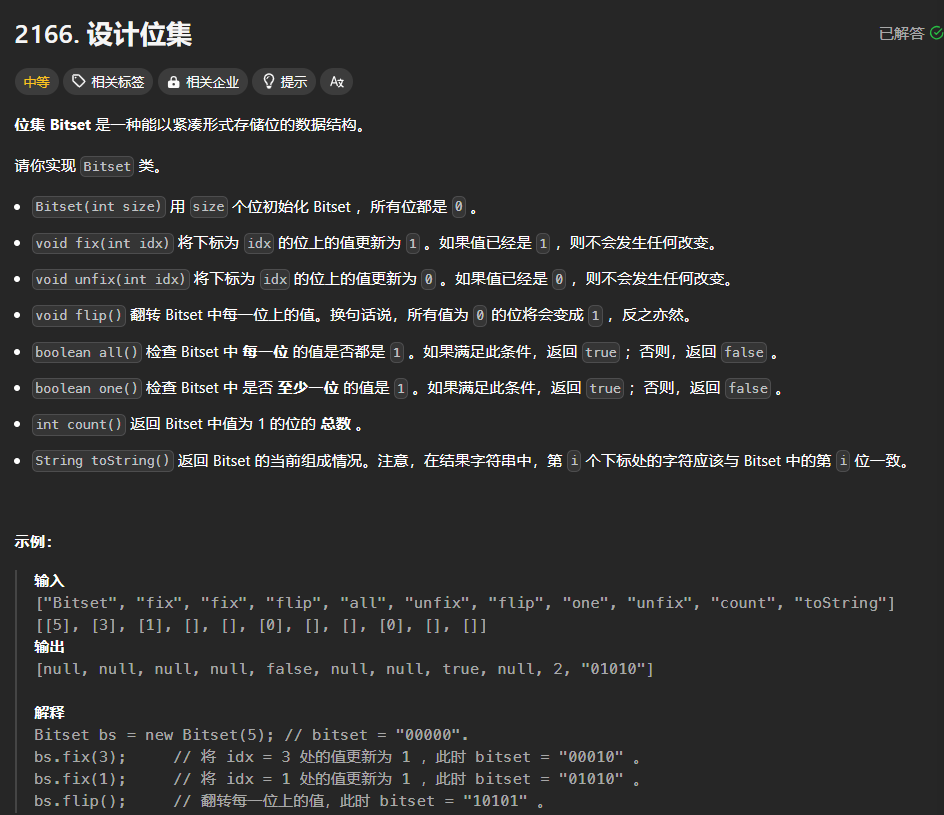 2166. 设计位集
已解答
中等 相关标签 相关企业 提示 Aあ
位集 Bitset 是一种能以紧凑形式存储位的数据结构。
请你实现 Bitset 类。
• Bitset(int size) 用 size 个位初始化 Bitset ，所有位都是 0 。
• void fix(int idx) 将下标为 idx 的位上的值更新为 1 。如果值已经是 1 ，则不会发生任何改变。
• void unfix(int idx) 将下标为 idx 的位上的值更新为 0 。如果值已经是 0 ，则不会发生任何改变。
• void flip() 翻转 Bitset 中每一位上的值。换句话说，所有值为 0 的位将会变成 1 ，反之亦然。
• boolean all() 检查 Bitset 中 每一位 的值是否都是 1 。如果满足此条件，返回 true ；否则，返回 false 。
• boolean one() 检查 Bitset 中 是否 至少一位 的值是 1 。如果满足此条件，返回 true ；否则，返回 false 。
• int count() 返回 Bitset 中值为 1 的位的 总数 。
• String toString() 返回 Bitset 的当前组成情况。注意，在结果字符串中，第 i 个下标处的字符应该与 Bitset 中的第 i 位一致。
示例：
输入
["Bitset", "fix", "fix", "flip", "all", "unfix", "flip", "one", "unfix", "count", "toString"]
[[5], [3], [1], [], [], [0], [], [], [0], [], []]
输出
[null, null, null, null, false, null, null, true, null, 2, "01010"]
解释
Bitset bs = new Bitset(5); // bitset = "00000".
bs.fix(3);     // 将 idx = 3 处的值更新为 1 ，此时 bitset = "00010" 。
bs.fix(1);     // 将 idx = 1 处的值更新为 1 ，此时 bitset = "01010" 。
bs.flip();     // 翻转每一位上的值，此时 bitset = "10101" 。